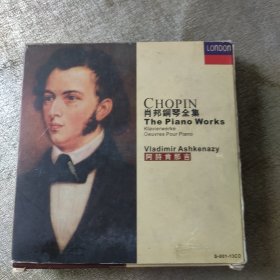 LONDON
CHOPIN
肖邦鋼琴全集
The Piano Works
Klavierwerke
Oeuvres Pour Piano
Vladimir Ashkenazy
阿詩肯那吉